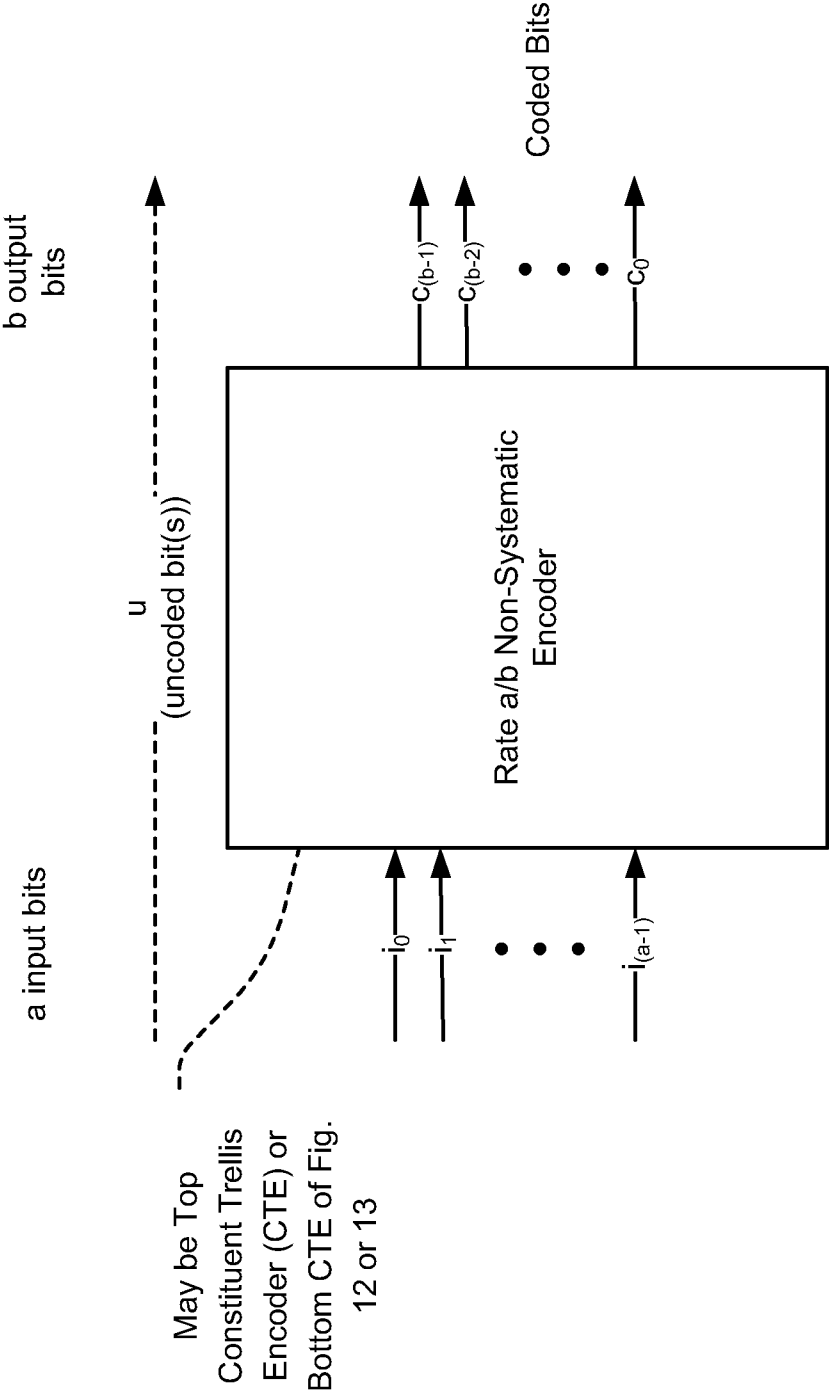 a input bits
b output
bits
u
(uncoded bit(s))
May be Top
Constituent Trellis
Encoder (CTE) or
Bottom CTE of Fig.
12 or 13
i0
i1
i(a-1)
Rate a/b Non-Systematic
Encoder
c(b-1)
c(b-2)
c0
Coded Bits